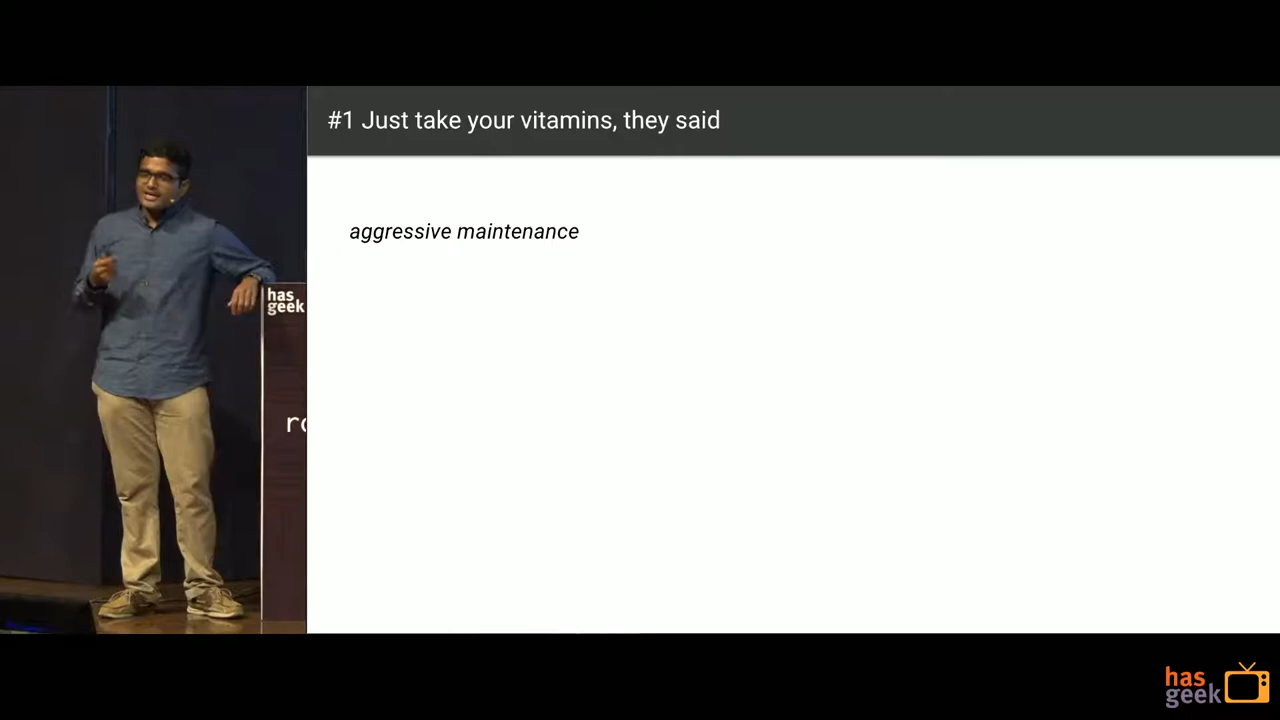 #1 Just take your vitamins, they said
aggressive maintenance
has
geek
has
geek